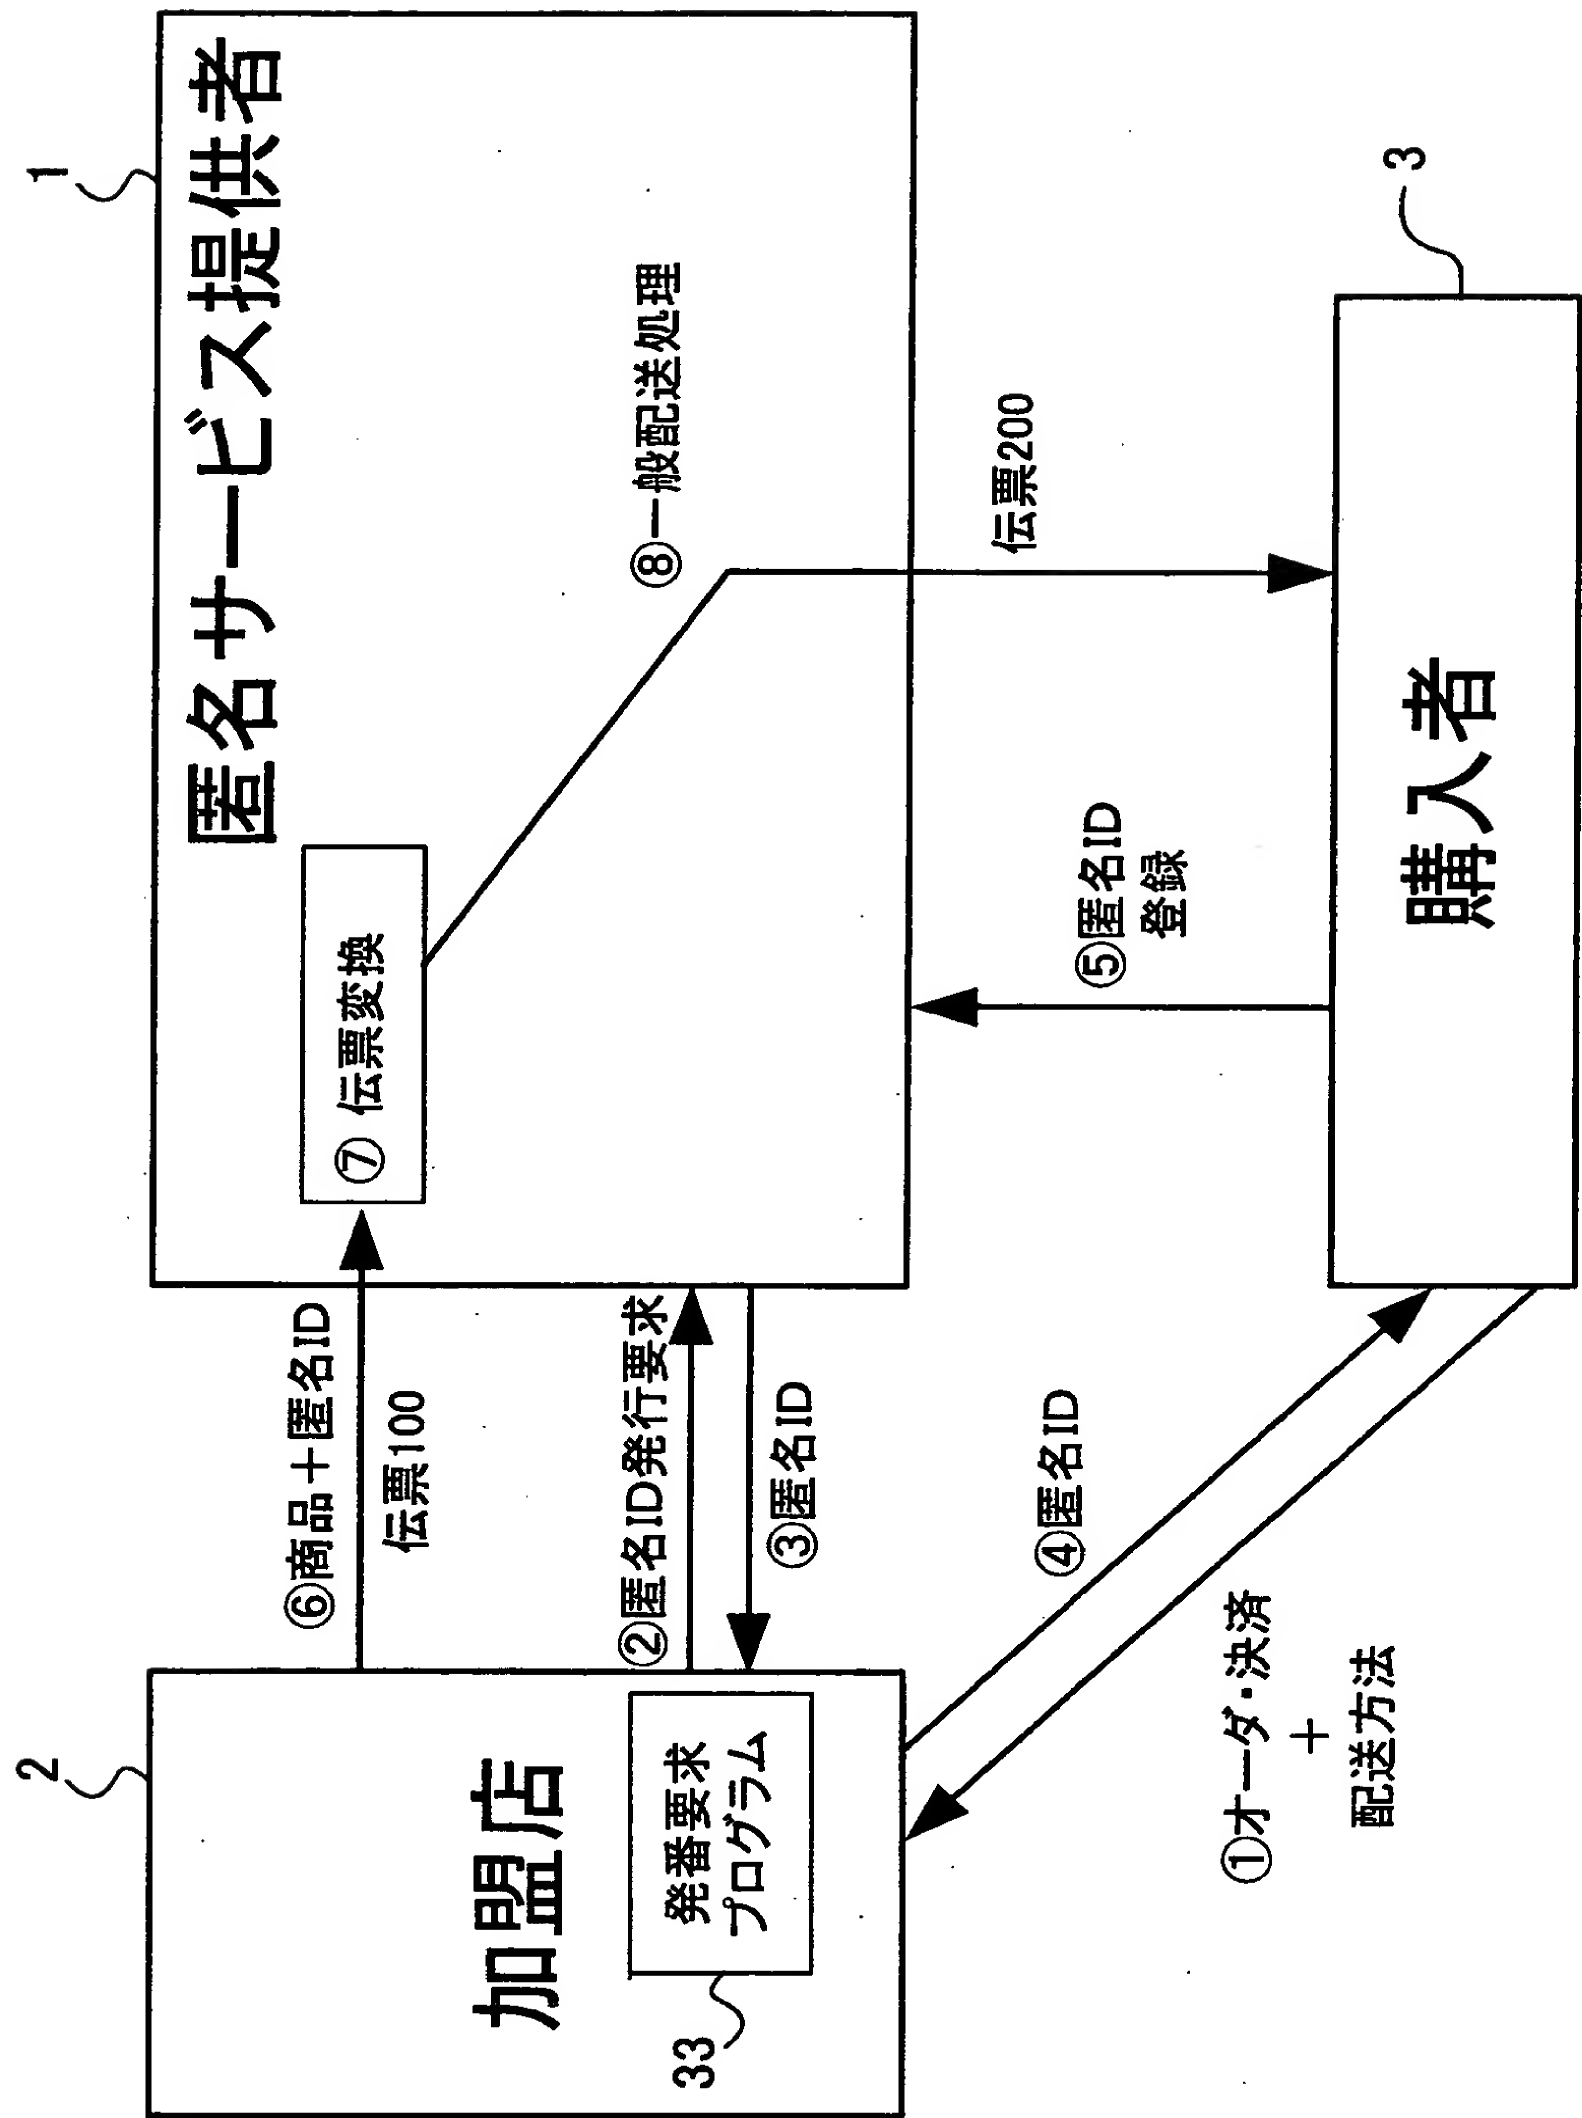 2
加盟店
発番要求
プログラム
33
⑥商品＋匿名ID
伝票100
②匿名ID発行要求
③匿名ID
1
匿名サービス提供者
⑦ 伝票変換
⑧一般配送処理
④匿名ID
①オーダ・決済
＋
配送方法
⑤匿名ID
登録
伝票200
3
購入者